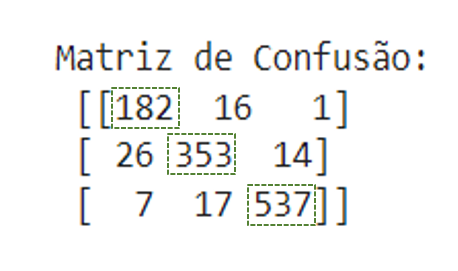 Matriz de Confusão:
[[182 16 1]
[ 26 353 14]
[ 7 17 537]]